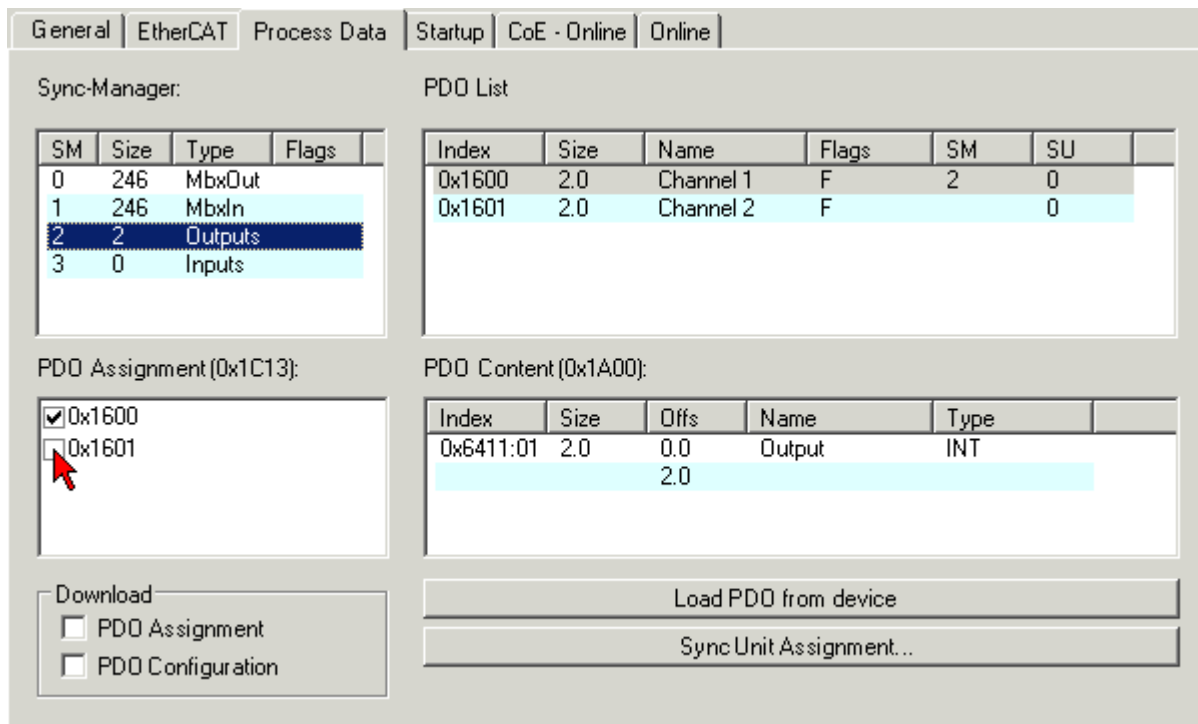 General EtherCAT Process Data Startup CoE - Online Online
Sync-Manager:
SM Size Type Flags
0 246 MbxOut
1 246 MbxIn
2 2 Outputs
3 0 Inputs
PDO List
Index Size Name Flags SM SU
0x1600 2.0 Channel 1 F 2 0
0x1601 2.0 Channel 2 F 0
PDO Assignment (0x1C13):
0x1600
0x1601
PDO Content (0x1A00):
Index Size Offs Name Type
0x6411:01 2.0 0.0 Output INT
2.0
Download
PDO Assignment
PDO Configuration
Load PDO from device
Sync Unit Assignment...